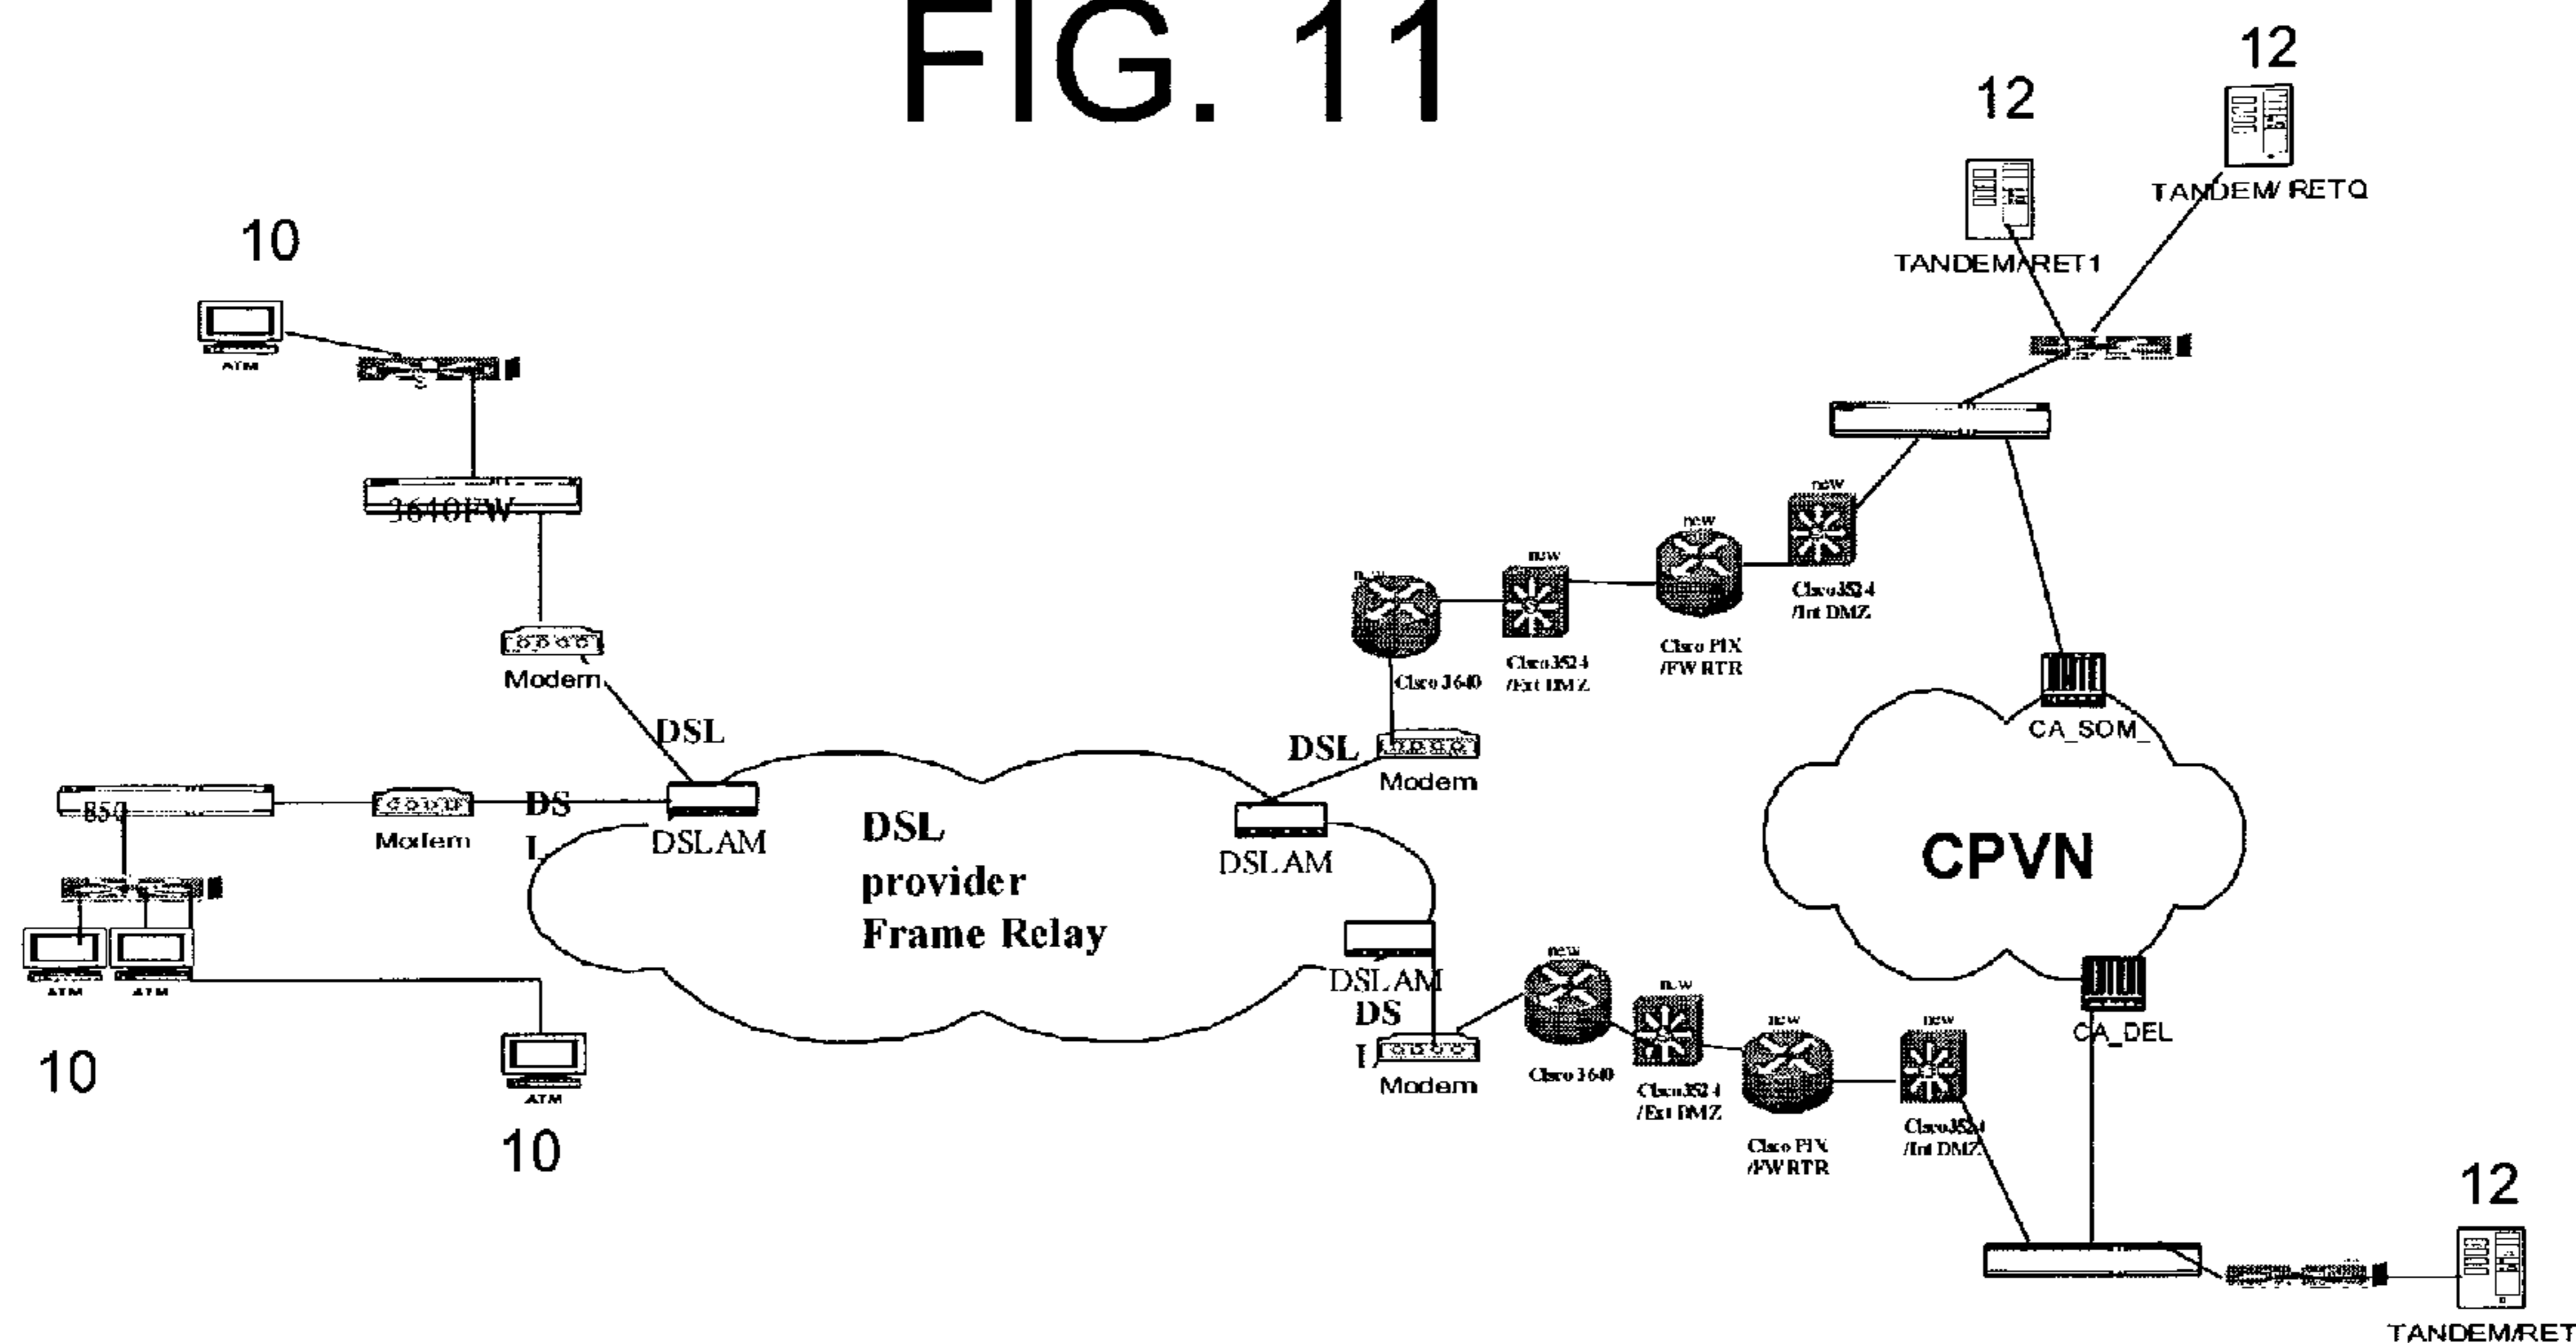 FIG. 11
12
12
TANDEM/ RETQ
TANDEM/RET1
10
ATM
3640FW
Modem
DSL
850
Modem
DS
L
DSLAM
ATM
ATM
10
ATM
10
DSL
provider
Frame Relay
DSLAM
DSL
Modem
new
Cisco 3640
new
Cisco3524
/Ext DMZ
new
Cisco PIX
/FW RTR
new
Cisco3524
/Int DMZ
CA_SOM_
CPVN
CA_DEL
DSLAM
DS
L
Modem
new
Cisco 3640
new
Cisco3524
/Ext DMZ
new
Cisco PIX
/FW RTR
new
Cisco3524
/Int DMZ
12
TANDEM/RET